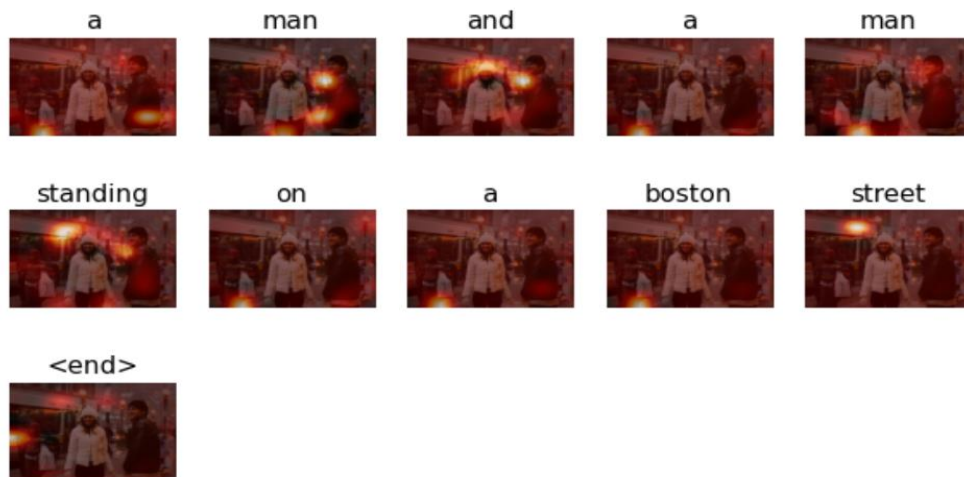 a man and a man
standing on a boston street
<end>